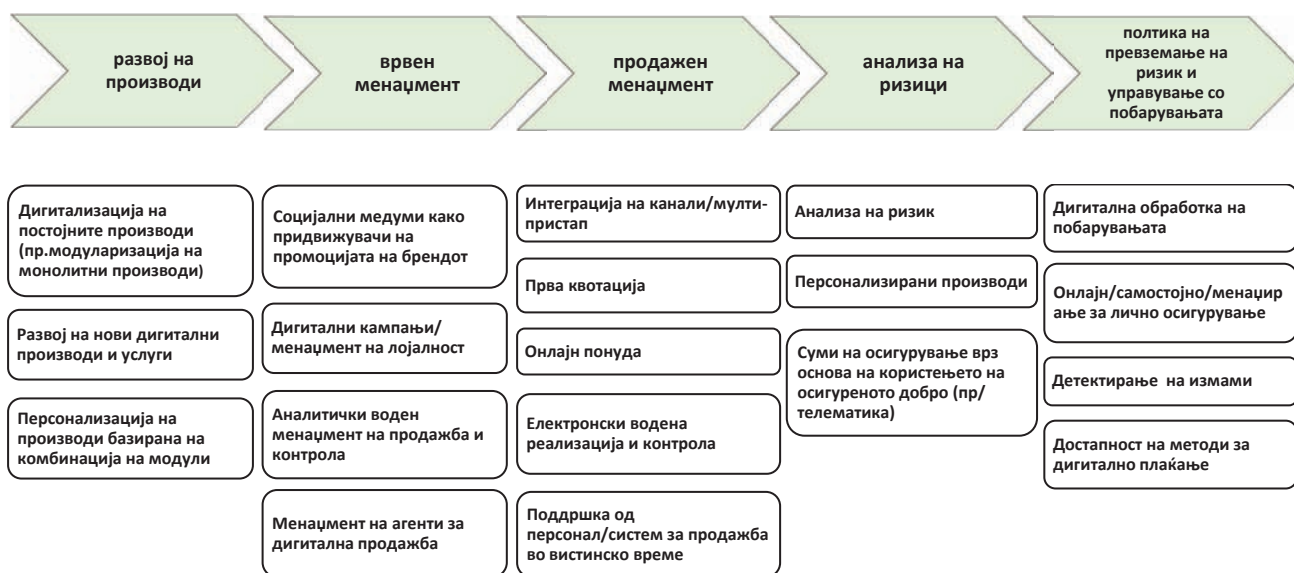 развој на
производи
врвен
менаџмент
продажен
менаџмент
анализа на
ризици
полтика на
превземање на
ризик и
управување со
побарувањата
Дигитализација на
постојните производи
(пр.модуларизација на
монолитни производи)
Развој на нови дигитални
производи и услуги
Персонализација на
производи базирана на
комбинација на модули
Социјални медуми како
придвижувачи на
промоцијата на брендот
Дигитални кампањи/
менаџмент на лојалност
Аналитички воден
менаџмент на продажба и
контрола
Менаџмент на агенти за
дигитална продажба
Интеграција на канали/мулти-
пристап
Прва квотација
Онлајн понуда
Електронски водена
реализација и контрола
Поддршка од
персонал/систем за продажба
во вистинско време
Анализа на ризик
Персонализирани производи
Суми на осигурување врз
основа на користењето на
осигуреното добро (пр/
телематика)
Дигитална обработка на
побарувањата
Онлајн/самостојно/менаџир
ање за лично осигурување
Детектирање на измами
Достапност на методи за
дигитално плаќање